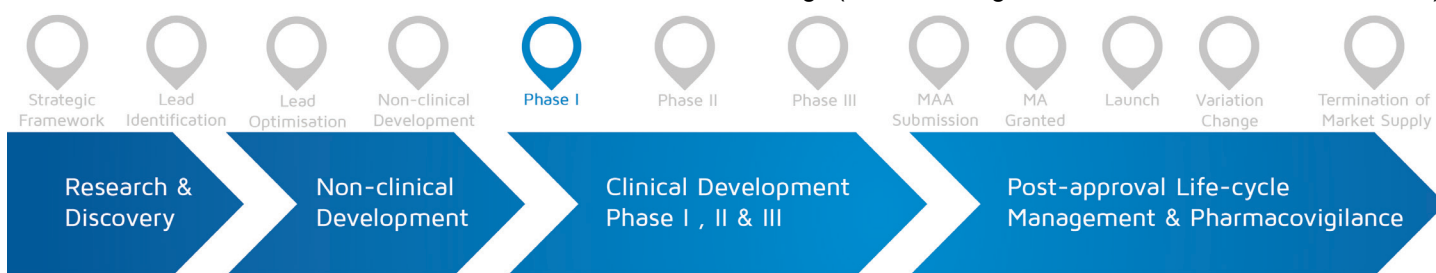 Strategic
Framework
Lead
Identification
Lead
Optimisation
Non-clinical
Development
Phase I
Phase II
Phase III
MAA
Submission
MA
Granted
Launch
Variation
Change
Termination of
Market Supply
Research &
Discovery
Non-clinical
Development
Clinical Development
Phase I , II & III
Post-approval Life-cycle
Management & Pharmacovigilance